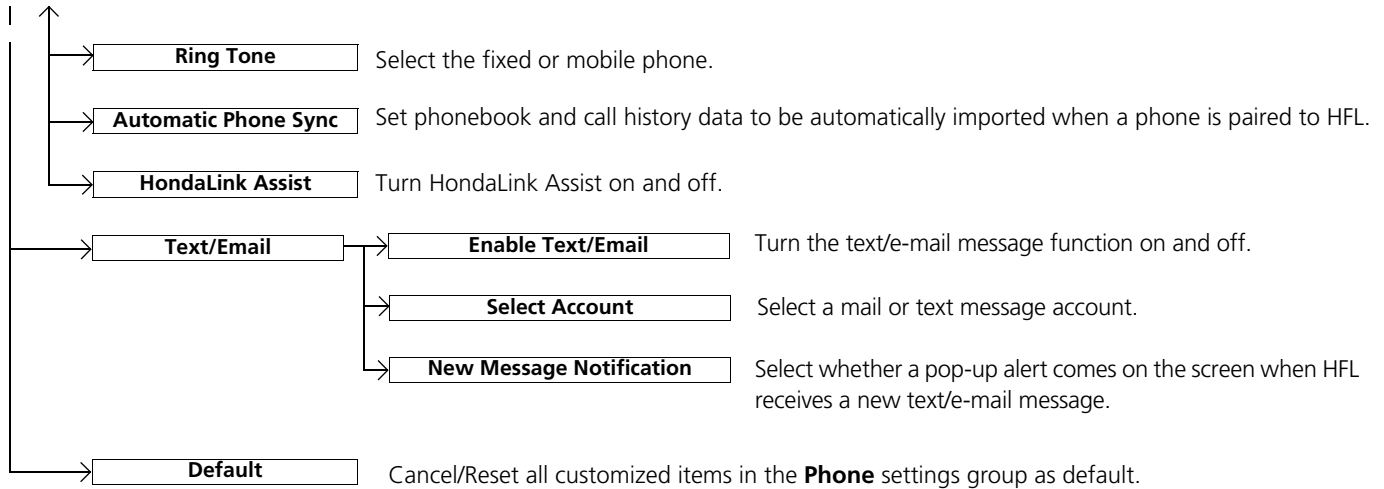 Ring Tone Select the fixed or mobile phone.
Automatic Phone Sync Set phonebook and call history data to be automatically imported when a phone is paired to HFL.
HondaLink Assist Turn HondaLink Assist on and off.
Text/Email Enable Text/Email Turn the text/e-mail message function on and off.
Select Account Select a mail or text message account.
New Message Notification Select whether a pop-up alert comes on the screen when HFL
receives a new text/e-mail message.
Default Cancel/Reset all customized items in the Phone settings group as default.